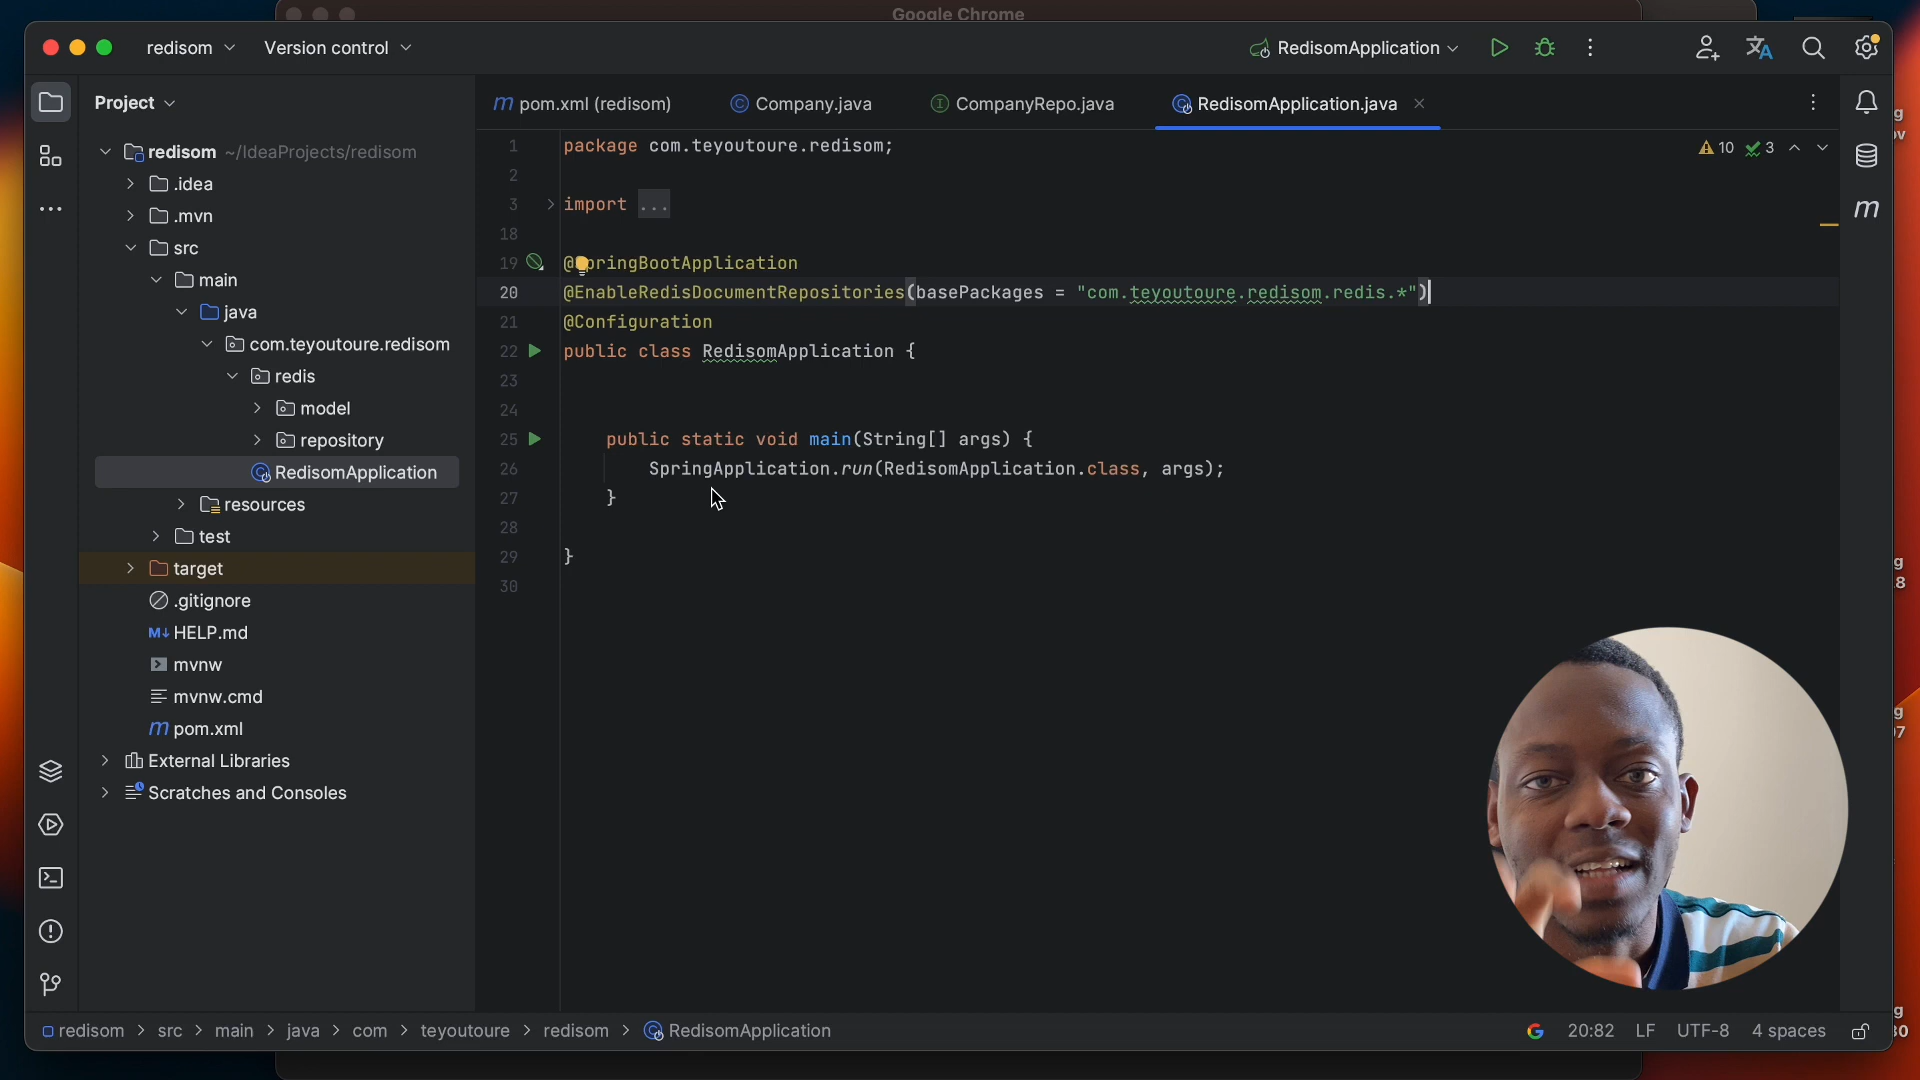 Google Chrome
redisom
Version control
RedisomApplication
Project
pom.xml (redisom)
Company.java
CompanyRepo.java
RedisomApplication.java
redisom ~/IdeaProjects/redisom
.idea
.mvn
src
main
java
com.teyoutoure.redisom
redis
model
repository
RedisomApplication
resources
test
target
.gitignore
M↓ HELP.md
mvnw
mvnw.cmd
m pom.xml
External Libraries
Scratches and Consoles
10 3
1 package com.teyoutoure.redisom;
2
3 import ...
18
19 @SpringBootApplication
20 @EnableRedisDocumentRepositories(basePackages = "com.teyoutoure.redisom.redis.*")
21 @Configuration
22 public class RedisomApplication {
23
24
25 public static void main(String[] args) {
26 SpringApplication.run(RedisomApplication.class, args);
27 }
28
29 }
30
redisom > src > main > java > com > teyoutoure > redisom > RedisomApplication
20:82 LF UTF-8 4 spaces